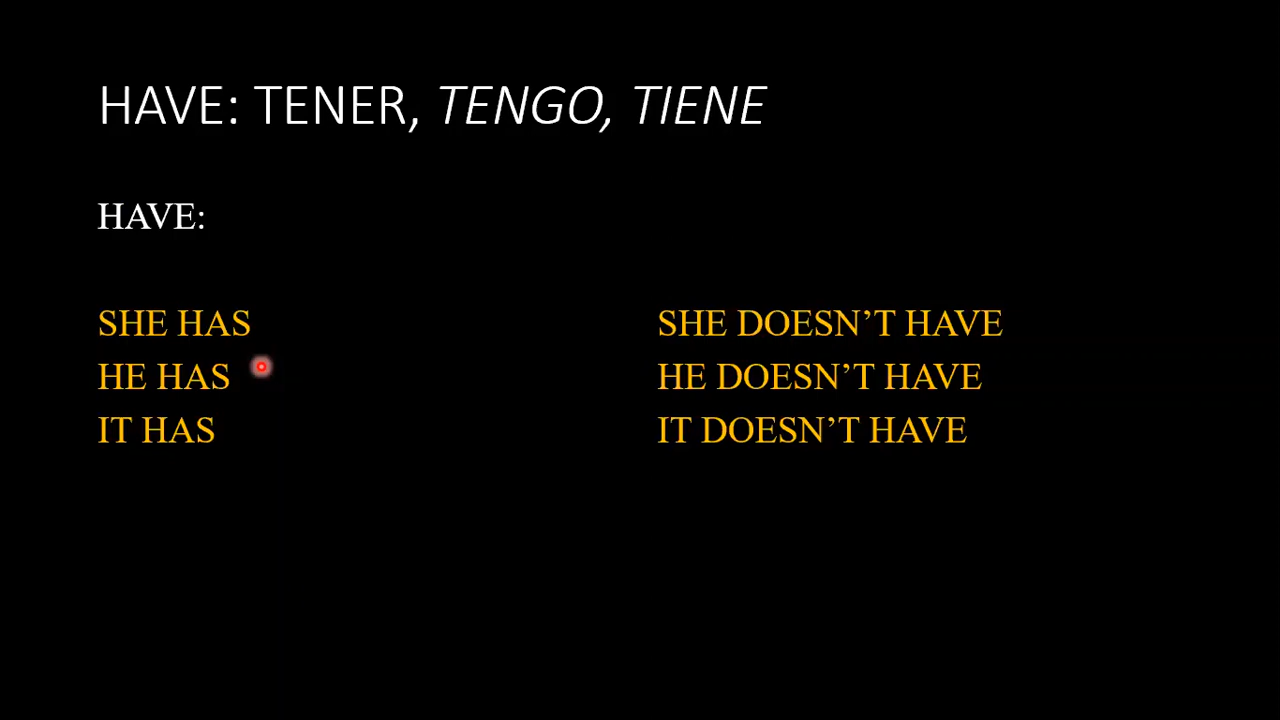 HAVE: TENER, TENGO, TIENE
HAVE:
SHE HAS
HE HAS
IT HAS
SHE DOESN’T HAVE
HE DOESN’T HAVE
IT DOESN’T HAVE